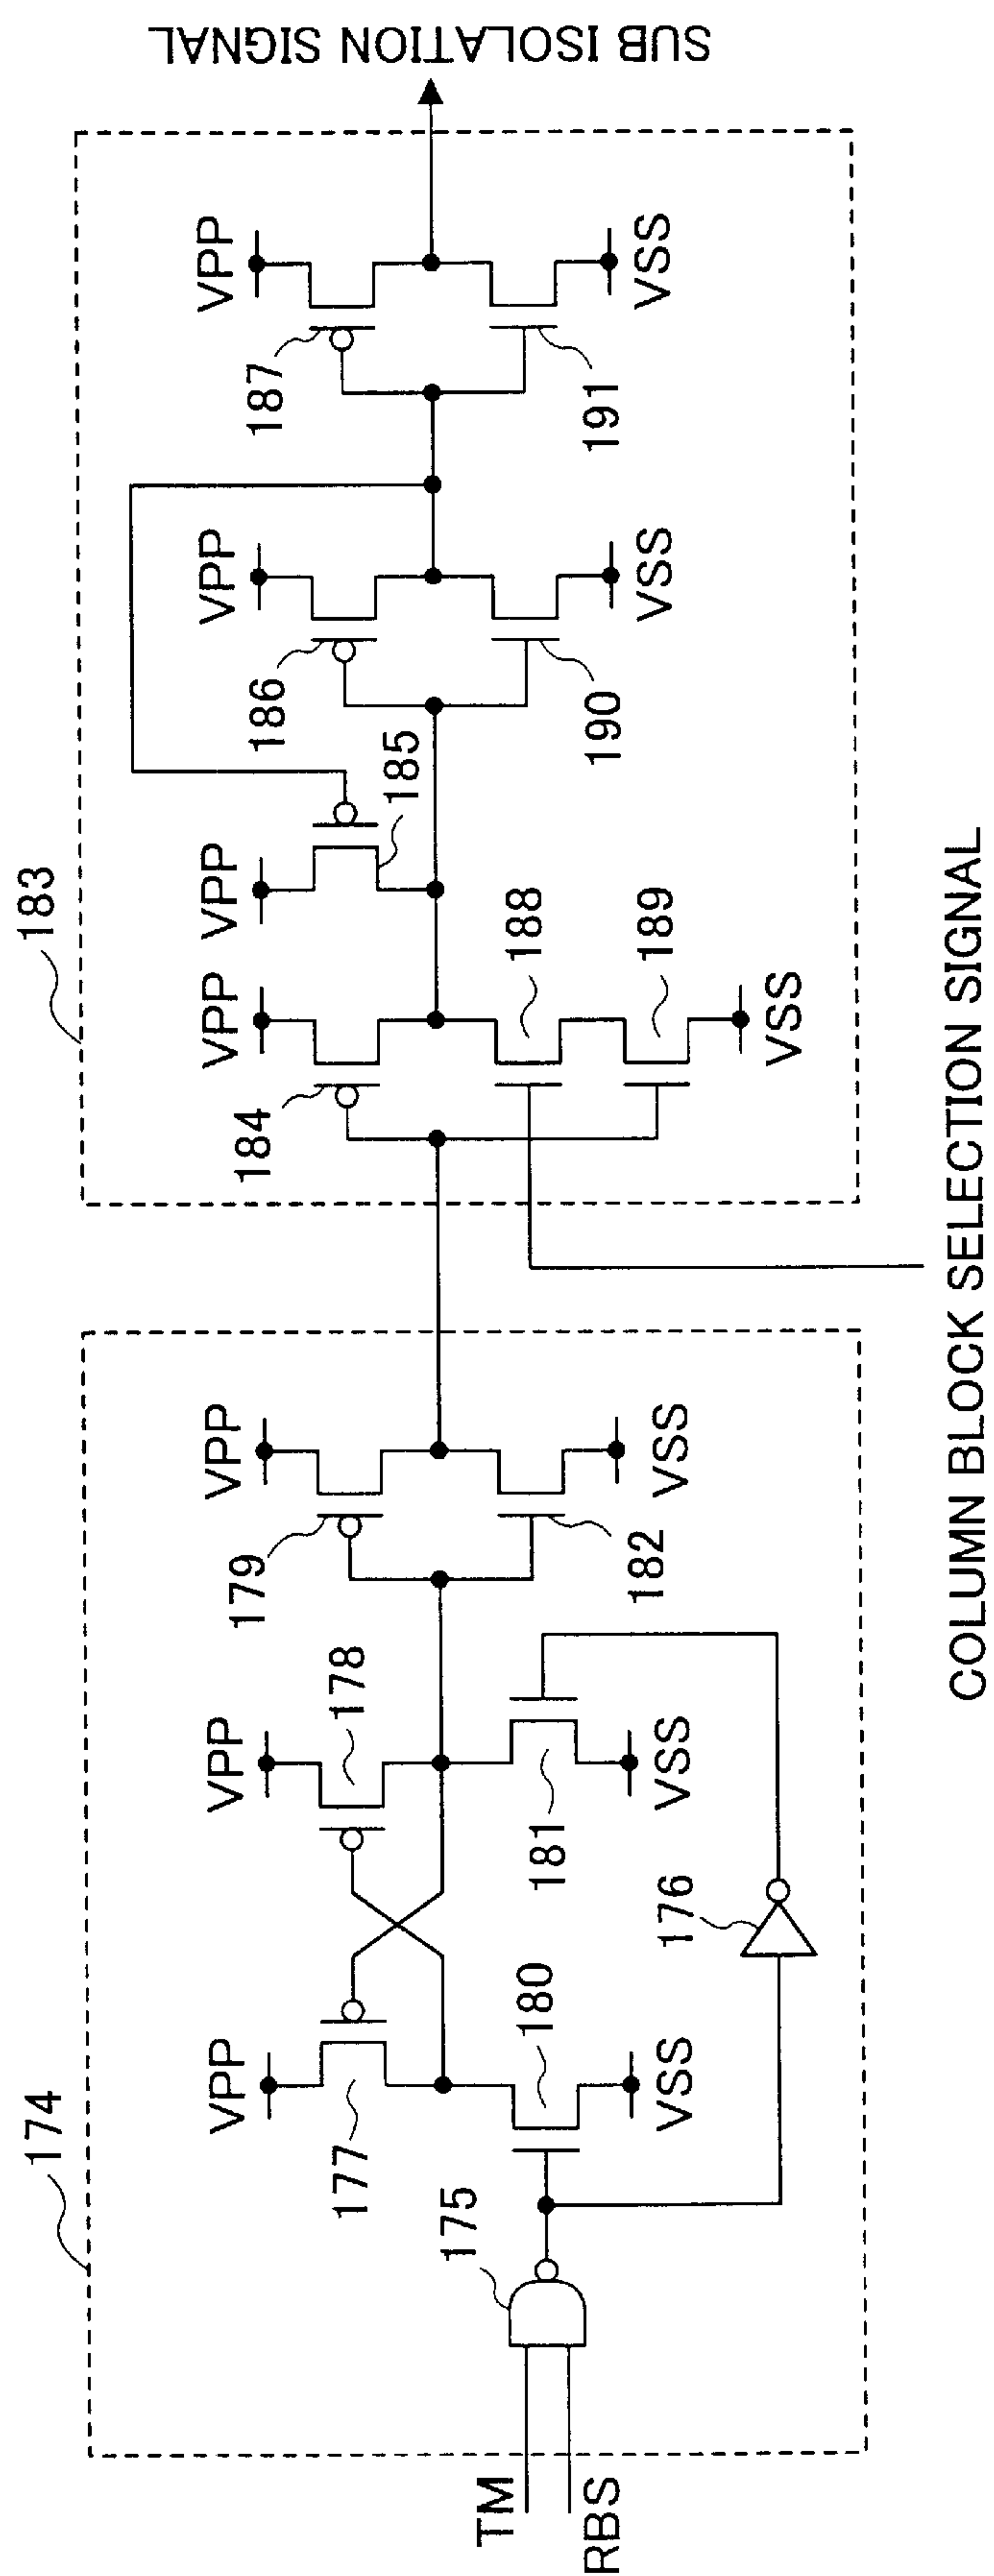 174
183
TM
RBS
175
176
177
VPP
180
VSS
178
VPP
181
VSS
179
VPP
182
VSS
184
VPP
188
189
VSS
185
VPP
186
VPP
190
VSS
187
VPP
191
VSS
SUB ISOLATION SIGNAL
COLUMN BLOCK SELECTION SIGNAL